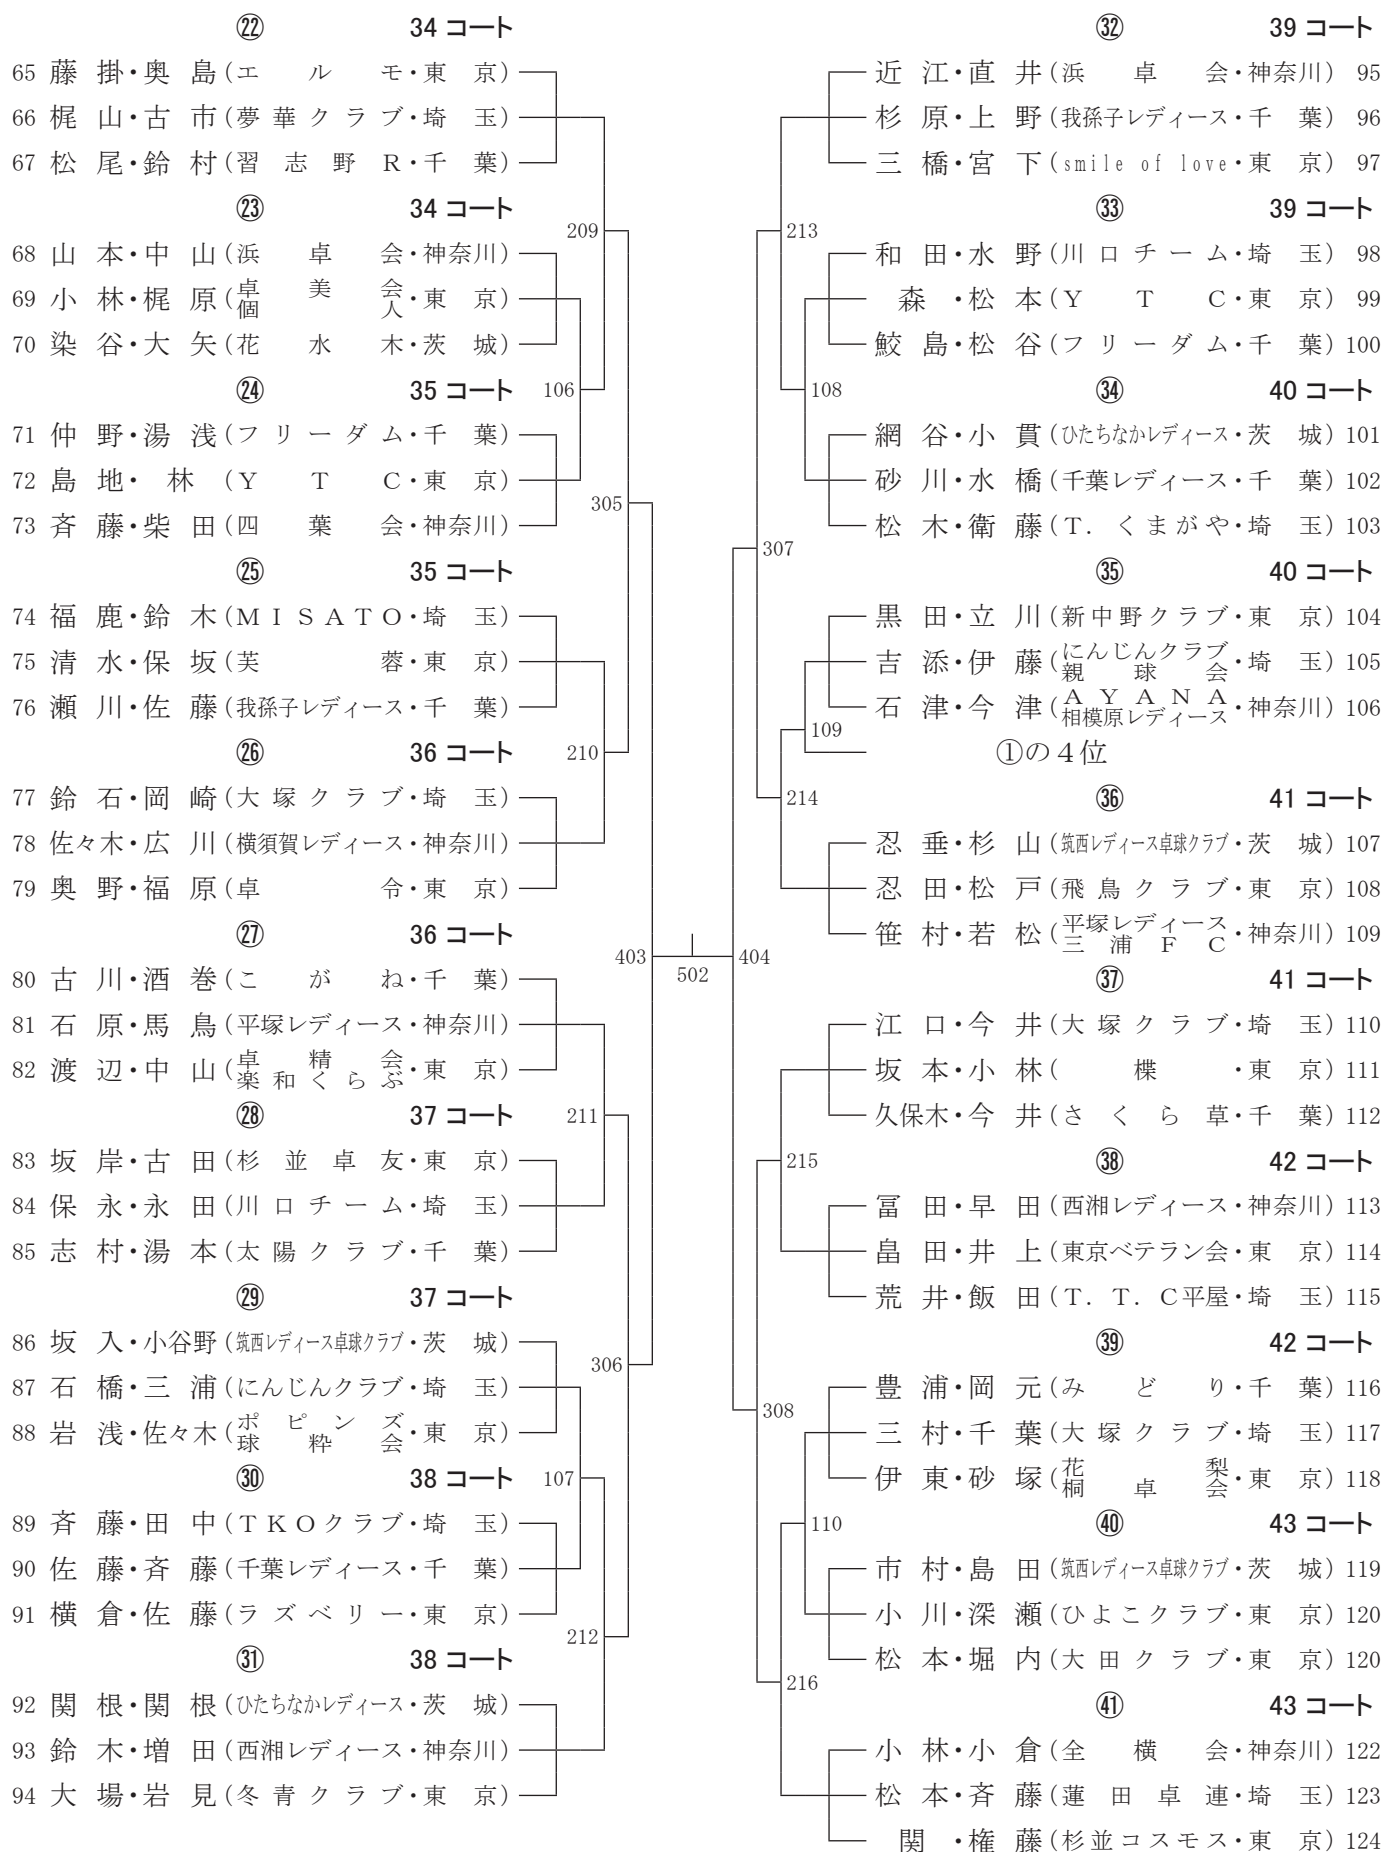 ㉒ 34 コート
65 藤掛・奥島(エルモ・東京)
66 梶山・古市(夢華クラブ・埼玉)
67 松尾・鈴村(習志野R・千葉)
㉓ 34 コート
209
68 山本・中山(浜卓会・神奈川)
69 小林・梶原(卓美会 個人・東京)
70 染谷・大矢(花水木・茨城)
㉔ 35 コート
106
71 仲野・湯浅(フリーダム・千葉)
72 島地・林(YTC・東京)
305
73 斉藤・柴田(四葉会・神奈川)
㉕ 35 コート
74 福鹿・鈴木(MISATO・埼玉)
75 清水・保坂(芙蓉・東京)
76 瀬川・佐藤(我孫子レディース・千葉)
㉖ 36 コート
210
77 鈴石・岡崎(大塚クラブ・埼玉)
78 佐々木・広川(横須賀レディース・神奈川)
79 奥野・福原(卓令・東京)
㉗ 36 コート
403
502
404
80 古川・酒巻(こがね・千葉)
81 石原・馬鳥(平塚レディース・神奈川)
82 渡辺・中山(卓精会 楽和くらぶ・東京)
㉘ 37 コート
211
83 坂岸・古田(杉並卓友・東京)
84 保永・永田(川口チーム・埼玉)
85 志村・湯本(太陽クラブ・千葉)
㉙ 37 コート
86 坂入・小谷野(筑西レディース卓球クラブ・茨城)
306
87 石橋・三浦(にんじんクラブ・埼玉)
88 岩浅・佐々木(ポピンズ 球粋会・東京)
㉚ 38 コート
107
89 斉藤・田中(TKOクラブ・埼玉)
90 佐藤・斉藤(千葉レディース・千葉)
91 横倉・佐藤(ラズベリー・東京)
212
㉛ 38 コート
92 関根・関根(ひたちなかレディース・茨城)
93 鈴木・増田(西湘レディース・神奈川)
94 大場・岩見(冬青クラブ・東京)
㉜ 39 コート
近江・直井(浜卓会・神奈川) 95
杉原・上野(我孫子レディース・千葉) 96
三橋・宮下(smile of love・東京) 97
㉝ 39 コート
213
和田・水野(川口チーム・埼玉) 98
森・松本(YTC・東京) 99
鮫島・松谷(フリーダム・千葉) 100
㉞ 40 コート
108
網谷・小貫(ひたちなかレディース・茨城) 101
砂川・水橋(千葉レディース・千葉) 102
松木・衛藤(T.くまがや・埼玉) 103
307
㉟ 40 コート
黒田・立川(新中野クラブ・東京) 104
吉添・伊藤(にんじんクラブ 親球会・埼玉) 105
石津・今津(AYANA 相模原レディース・神奈川) 106
109
①の4位
㊱ 41 コート
214
忍垂・杉山(筑西レディース卓球クラブ・茨城) 107
忍田・松戸(飛鳥クラブ・東京) 108
笹村・若松(平塚レディース 三浦FC・神奈川) 109
㊲ 41 コート
江口・今井(大塚クラブ・埼玉) 110
坂本・小林(楪・東京) 111
久保木・今井(さくら草・千葉) 112
215
㊳ 42 コート
冨田・早田(西湘レディース・神奈川) 113
畠田・井上(東京ベテラン会・東京) 114
荒井・飯田(T.T.C平屋・埼玉) 115
㊴ 42 コート
豊浦・岡元(みどり・千葉) 116
308
三村・千葉(大塚クラブ・埼玉) 117
伊東・砂塚(花梨 桐卓会・東京) 118
110
㊵ 43 コート
市村・島田(筑西レディース卓球クラブ・茨城) 119
小川・深瀬(ひよこクラブ・東京) 120
松本・堀内(大田クラブ・東京) 120
216
㊶ 43 コート
小林・小倉(全横会・神奈川) 122
松本・斉藤(蓮田卓連・埼玉) 123
関・権藤(杉並コスモス・東京) 124